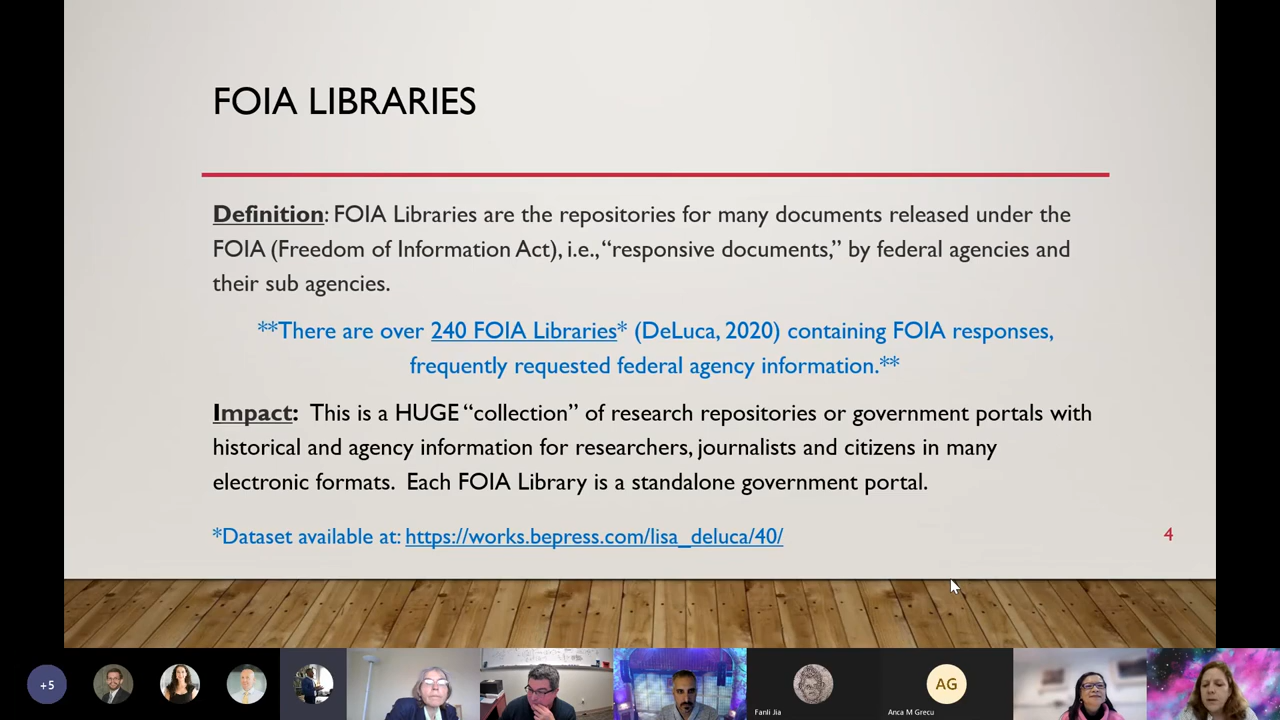 FOIA LIBRARIES
Definition: FOIA Libraries are the repositories for many documents released under the
FOIA (Freedom of Information Act), i.e., “responsive documents,” by federal agencies and
their sub agencies.
**There are over 240 FOIA Libraries* (DeLuca, 2020) containing FOIA responses,
frequently requested federal agency information.**
Impact: This is a HUGE “collection” of research repositories or government portals with
historical and agency information for researchers, journalists and citizens in many
electronic formats. Each FOIA Library is a standalone government portal.
*Dataset available at: https://works.bepress.com/lisa_deluca/40/
4
+5
AG
Fanli Jia
Anca M Grecu